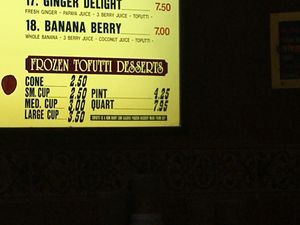 17. GINGER DELIGHT 7.50
FRESH GINGER - PAPAYA JUICE - 3 BERRY JUICE - TOFUTTI -
18. BANANA BERRY 7.00
WHOLE BANANA - 3 BERRY JUICE - COCONUT JUICE - TOFUTTI -
FROZEN TOFUTTI DESSERTS
CONE 2.50
SM. CUP 2.50 PINT 4.25
MED. CUP 3.00 QUART 7.95
LARGE CUP 3.50